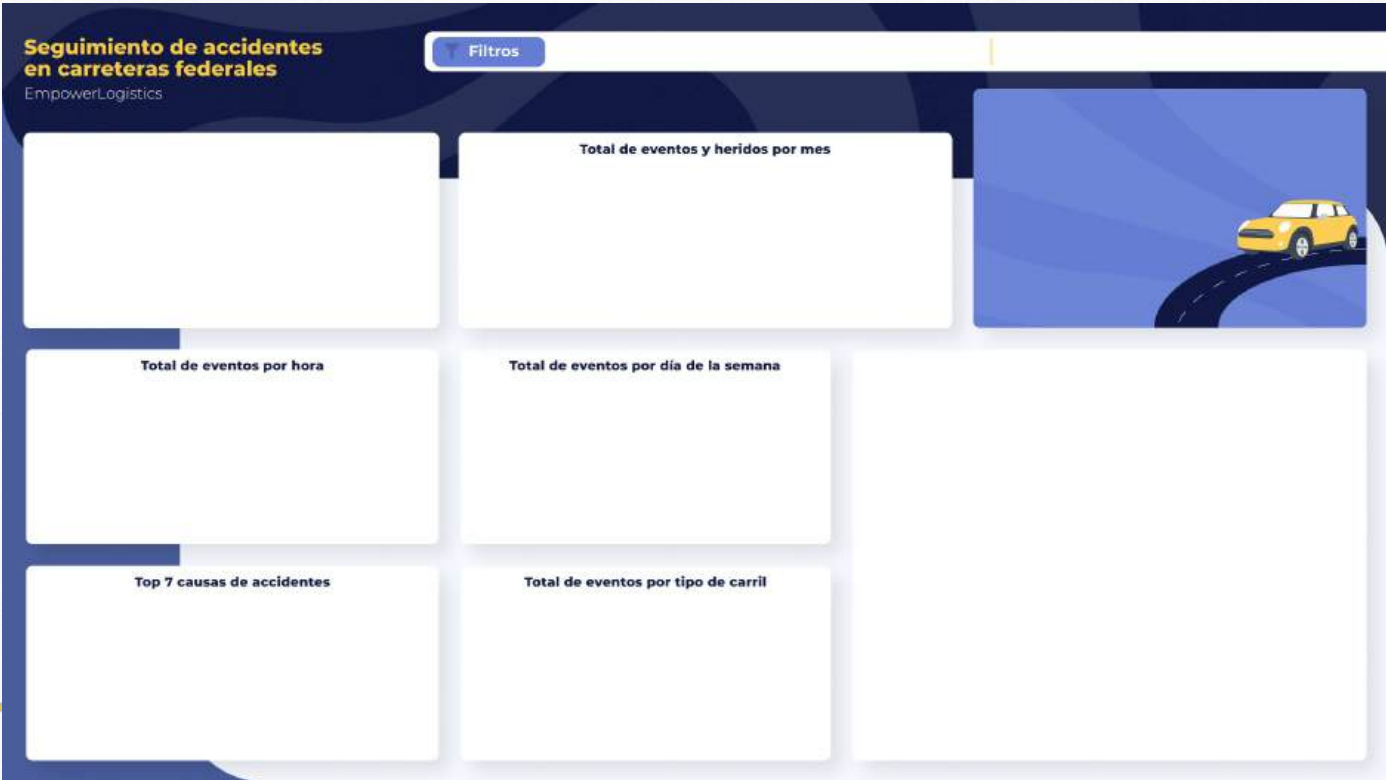 Seguimiento de accidentes
en carreteras federales
EmpowerLogistics
Filtros
Total de eventos y heridos por mes
Total de eventos por hora
Total de eventos por día de la semana
Top 7 causas de accidentes
Total de eventos por tipo de carril